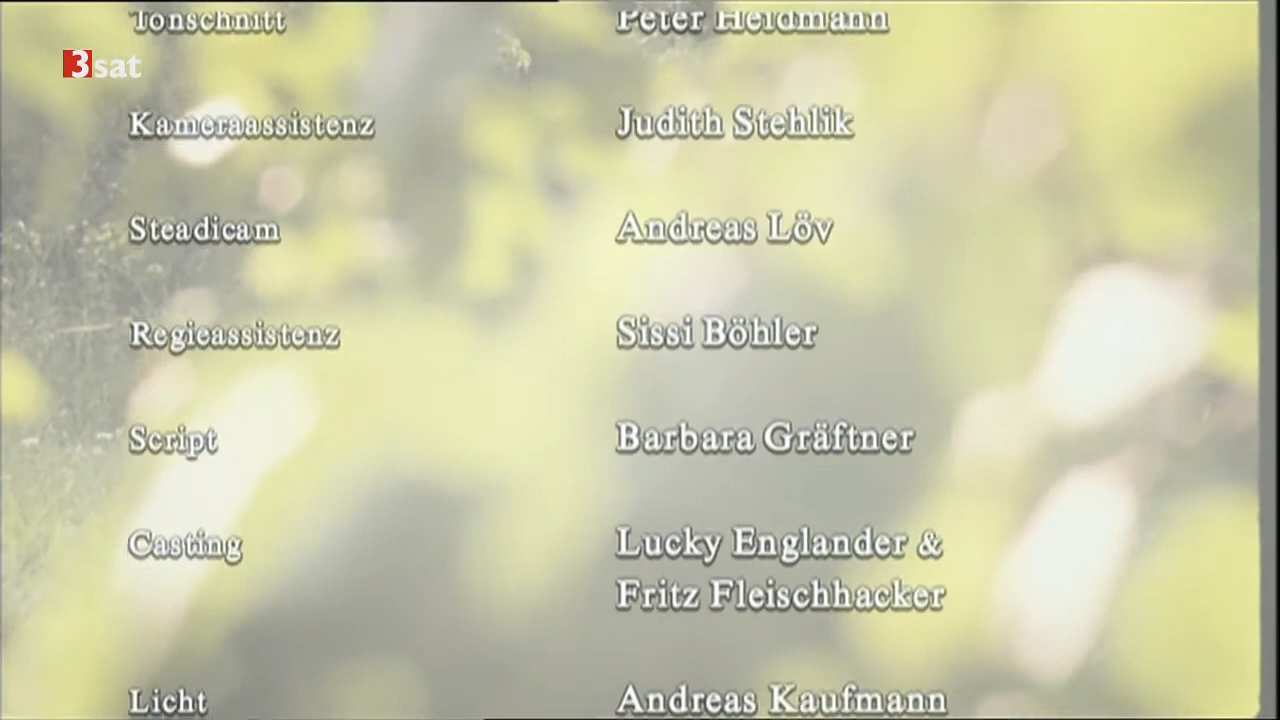 Tonschnitt Peter Heidmann
3sat
Kameraassistenz Judith Stehlik
Steadicam Andreas Löv
Regieassistenz Sissi Böhler
Script Barbara Gräftner
Casting Lucky Englander &
Fritz Fleischhacker
Licht Andreas Kaufmann